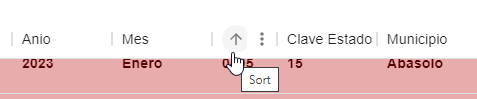 Anio Mes Clave Estado Municipio
2023 Enero 15 Abasolo
Sort